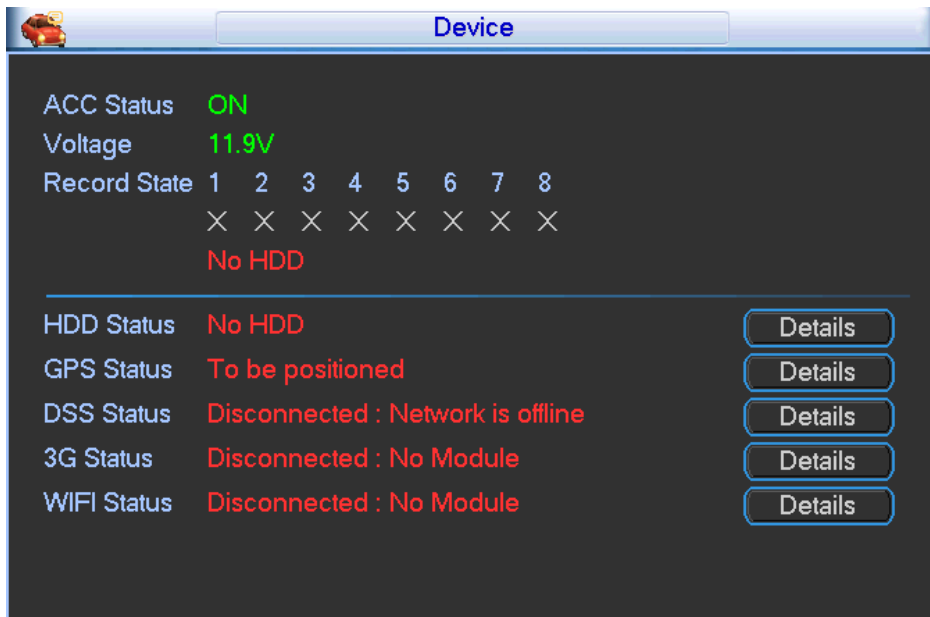 Device
ACC Status ON
Voltage 11.9V
Record State 1 2 3 4 5 6 7 8
X X X X X X X X
No HDD
HDD Status No HDD Details
GPS Status To be positioned Details
DSS Status Disconnected : Network is offline Details
3G Status Disconnected : No Module Details
WIFI Status Disconnected : No Module Details